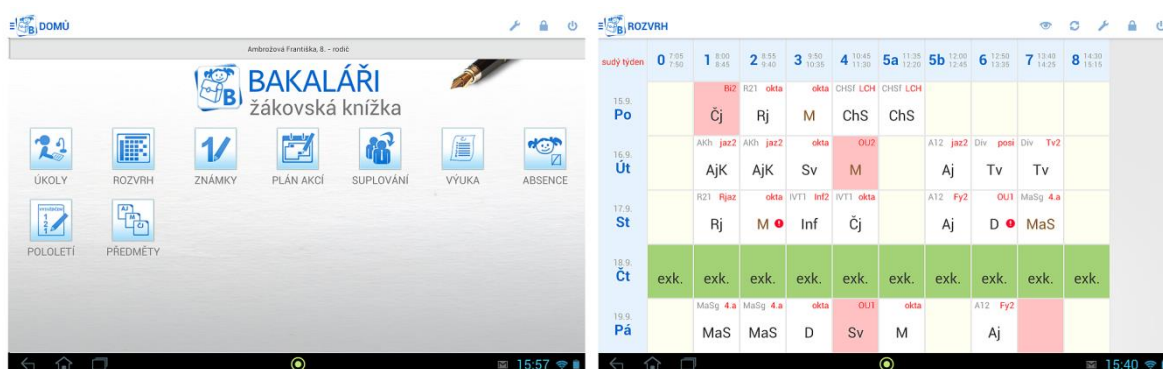 DOMŮ
Ambrožová Františka, 8. - rodič
BAKALÁŘI
žákovská knížka
ÚKOLY ROZVRH ZNÁMKY PLÁN AKCÍ SUPLOVÁNÍ VÝUKA ABSENCE
POLOLETÍ PŘEDMĚTY
15:57
ROZVRH
sudý týden 0 7:05 7:50 1 8:00 8:45 2 8:55 9:40 3 9:50 10:35 4 10:45 11:30 5a 11:35 12:20 5b 12:00 12:45 6 12:50 13:35 7 13:40 14:25 8 14:30 15:15
15.9.
Bi2 R21 okta okta CHSf LCH CHSf LCH
Po Čj Rj M ChS ChS
16.9.
AKh jaz2 AKh jaz2 okta OU2 A12 jaz2 Div posi Div Tv2
Út AjK AjK Sv M Aj Tv Tv
17.9.
R21 Rjaz okta IVT1 Inf2 IVT1 okta A12 Fy2 OU1 MaSg 4.a
St Rj M Inf Čj Aj D MaS
18.9.
Čt exk. exk. exk. exk. exk. exk. exk. exk. exk. exk.
19.9.
MaSg 4.a MaSg 4.a okta OU1 okta A12 Fy2
Pá MaS MaS D Sv M Aj
15:40